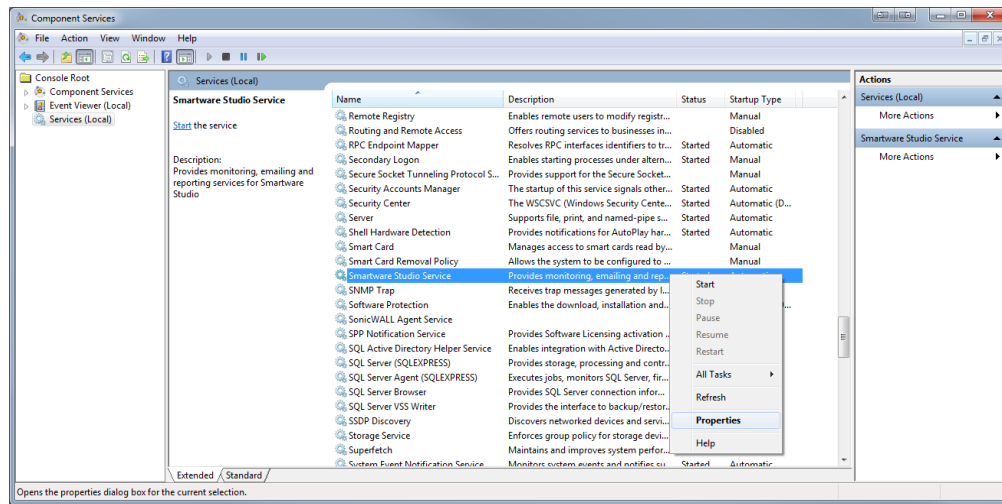 Component Services
File Action View Window Help
Console Root
Component Services
Event Viewer (Local)
Services (Local)
Services (Local)
Smartware Studio Service
Start the service
Description:
Provides monitoring, emailing and
reporting services for Smartware
Studio
Name Description Status Startup Type
Remote Registry Enables remote users to modify registr... Manual
Routing and Remote Access Offers routing services to businesses in... Disabled
RPC Endpoint Mapper Resolves RPC interfaces identifiers to tr... Started Automatic
Secondary Logon Enables starting processes under altern... Started Manual
Secure Socket Tunneling Protocol S... Provides support for the Secure Socket... Manual
Security Accounts Manager The startup of this service signals other... Started Automatic
Security Center The WSCSVC (Windows Security Cente... Started Automatic (D...
Server Supports file, print, and named-pipe s... Started Automatic
Shell Hardware Detection Provides notifications for AutoPlay har... Started Automatic
Smart Card Manages access to smart cards read by... Manual
Smart Card Removal Policy Allows the system to be configured to ... Manual
Smartware Studio Service Provides monitoring, emailing and rep...
SNMP Trap Receives trap messages generated by l...
Software Protection Enables the download, installation and...
SonicWALL Agent Service
SPP Notification Service Provides Software Licensing activation ..
SQL Active Directory Helper Service Enables integration with Active Directo..
SQL Server (SQLEXPRESS) Provides storage, processing and contr..
SQL Server Agent (SQLEXPRESS) Executes jobs, monitors SQL Server, fir...
SQL Server Browser Provides SQL Server connection infor...
SQL Server VSS Writer Provides the interface to backup/restor..
SSDP Discovery Discovers networked devices and servi...
Storage Service Enforces group policy for storage devi...
Superfetch Maintains and improves system perfor...
System Event Notification Service Monitors system events and notifies su... Started Automatic
Start
Stop
Pause
Resume
Restart
All Tasks
Refresh
Properties
Help
Actions
Services (Local)
More Actions
Smartware Studio Service
More Actions
Extended Standard
Opens the properties dialog box for the current selection.